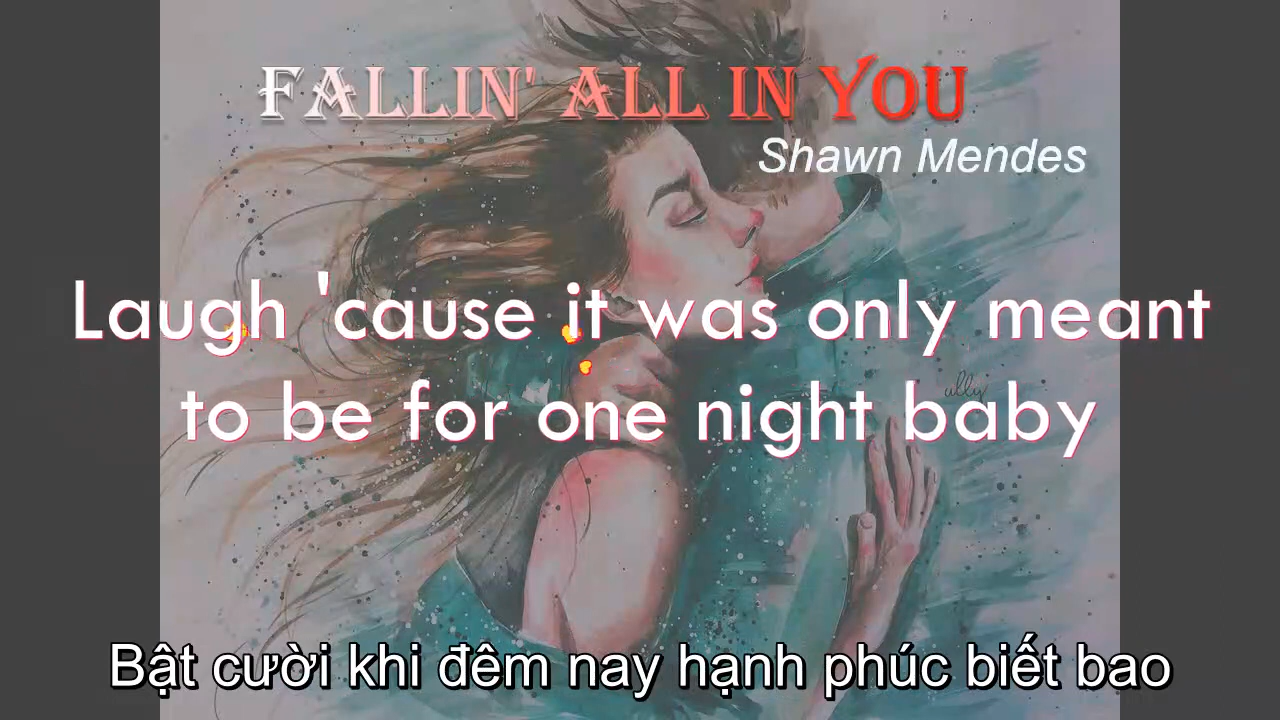 FALLIN' ALL IN YOU
Shawn Mendes
Laugh 'cause it was only meant
to be for one night baby
Bật cười khi đêm nay hạnh phúc biết bao